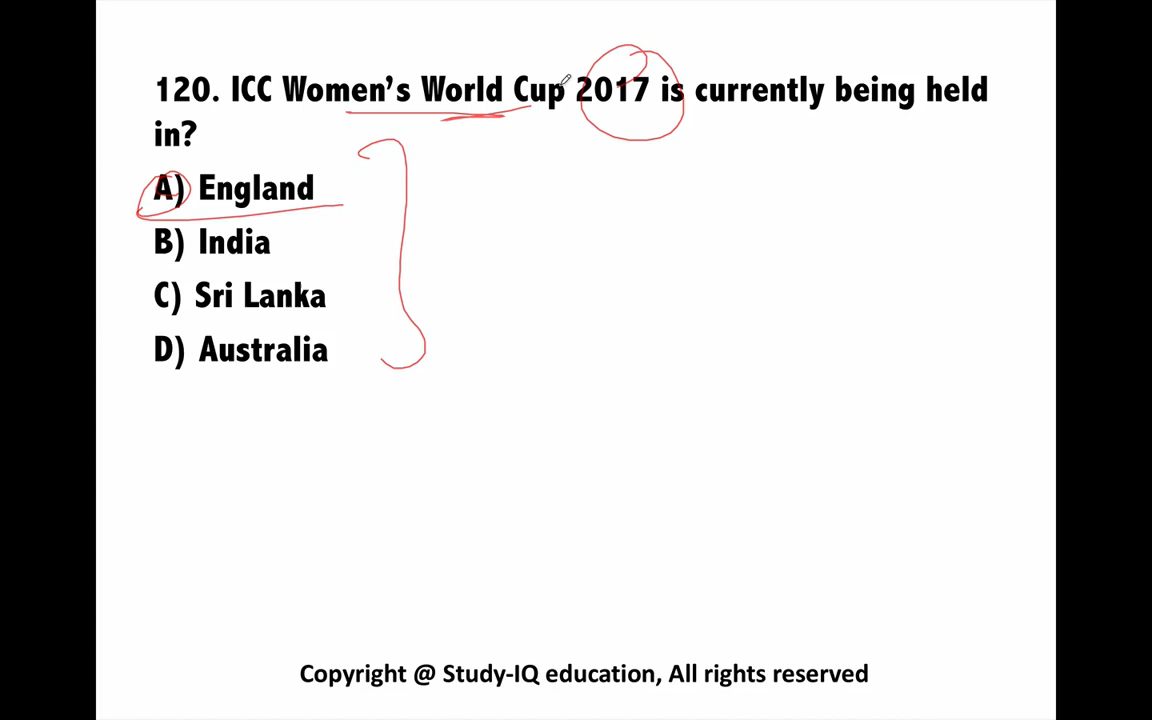 120. ICC Women's World Cup 2017 is currently being held
in?
A) England
B) India
C) Sri Lanka
D) Australia
Copyright @ Study-IQ education, All rights reserved